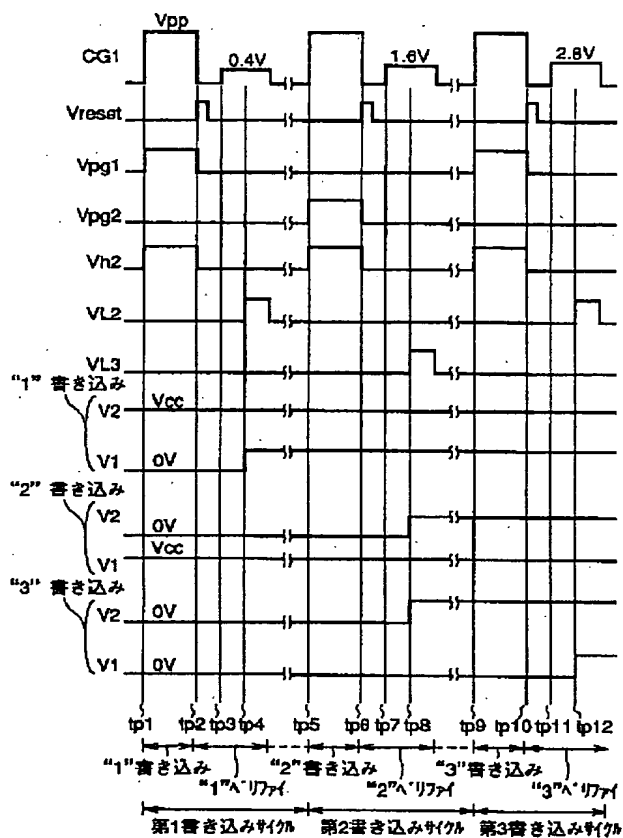 Vpp
CG1
0.4V
1.6V
2.8V
Vreset
Vpg1
Vpg2
Vh2
VL2
VL3
“1” 書き込み
V2
Vcc
V1
0V
“2” 書き込み
V2
0V
V1
Vcc
“3” 書き込み
V2
0V
V1
0V
tp1 tp2 tp3 tp4 tp5 tp6 tp7 tp8 tp9 tp10 tp11 tp12
“1”書き込み
“1”ベリファイ
“2”書き込み
“2”ベリファイ
“3”書き込み
“3”ベリファイ
第1書き込みサイクル 第2書き込みサイクル 第3書き込みサイクル